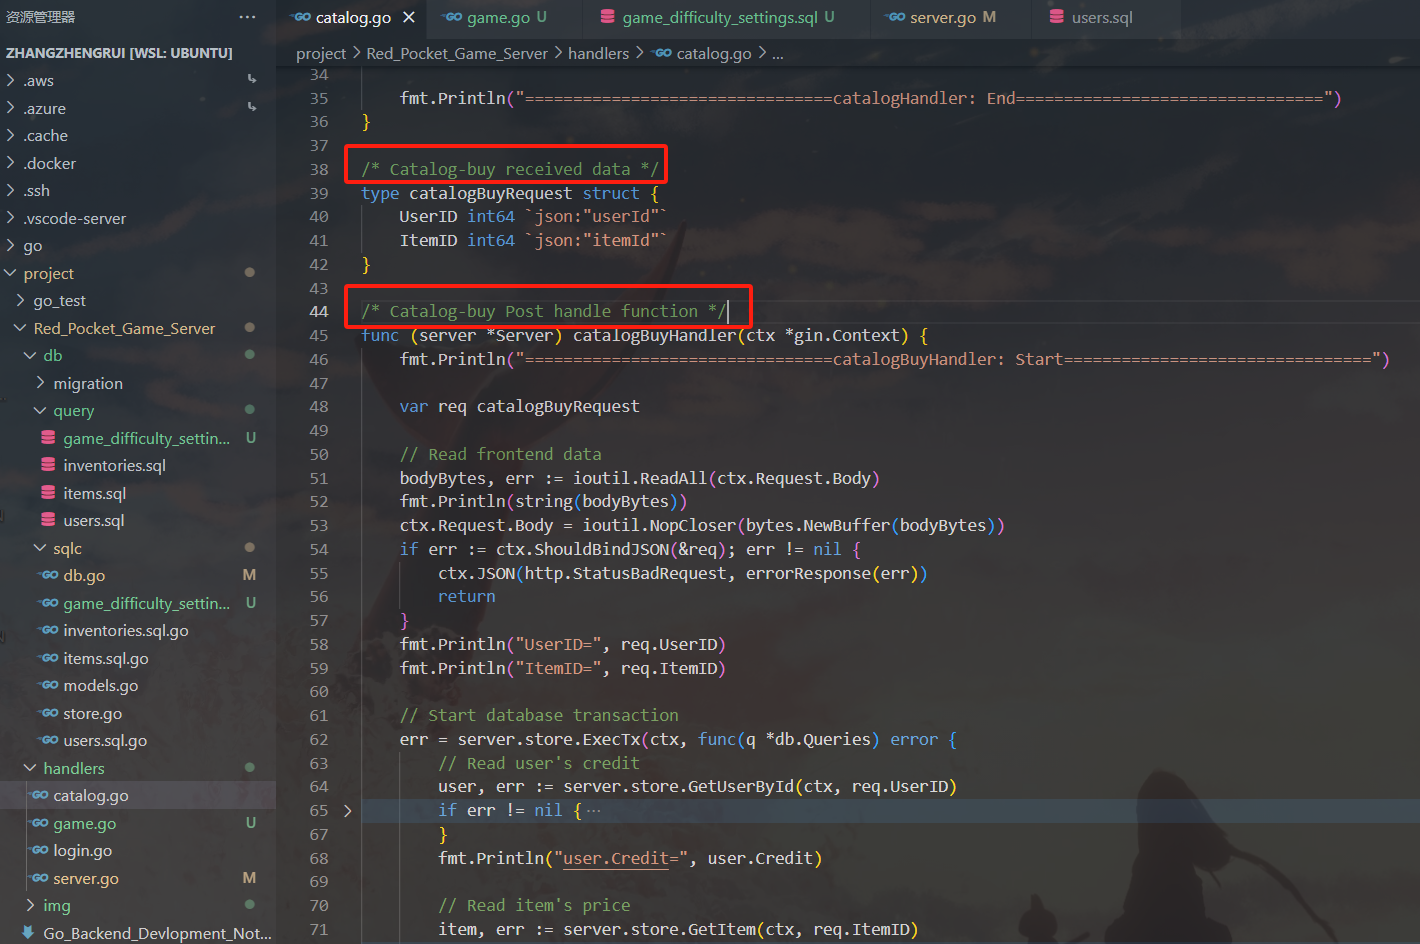 资源管理器 ...
catalog.go
game.go U
game_difficulty_settings.sql U
server.go M
users.sql
ZHANGZHENGRUI [WSL: UBUNTU]
project > Red_Pocket_Game_Server > handlers > catalog.go > ...
.aws
.azure
.cache
.docker
.ssh
.vscode-server
go
project
go_test
Red_Pocket_Game_Server
db
migration
query
game_difficulty_settin... U
inventories.sql
items.sql
users.sql
sqlc
db.go M
game_difficulty_settin... U
inventories.sql.go
items.sql.go
models.go
store.go
users.sql.go
handlers
catalog.go
game.go U
login.go
server.go M
img
Go_Backend_Devlopment_Not...
34
35 fmt.Println("================================catalogHandler: End================================")
36 }
37
38 /* Catalog-buy received data */
39 type catalogBuyRequest struct {
40 UserID int64 `json:"userId"`
41 ItemID int64 `json:"itemId"`
42 }
43
44 /* Catalog-buy Post handle function */
45 func (server *Server) catalogBuyHandler(ctx *gin.Context) {
46 fmt.Println("================================catalogBuyHandler: Start================================")
47
48 var req catalogBuyRequest
49
50 // Read frontend data
51 bodyBytes, err := ioutil.ReadAll(ctx.Request.Body)
52 fmt.Println(string(bodyBytes))
53 ctx.Request.Body = ioutil.NopCloser(bytes.NewBuffer(bodyBytes))
54 if err := ctx.ShouldBindJSON(&req); err != nil {
55 ctx.JSON(http.StatusBadRequest, errorResponse(err))
56 return
57 }
58 fmt.Println("UserID=", req.UserID)
59 fmt.Println("ItemID=", req.ItemID)
60
61 // Start database transaction
62 err = server.store.ExecTx(ctx, func(q *db.Queries) error {
63 // Read user's credit
64 user, err := server.store.GetUserById(ctx, req.UserID)
65 if err != nil {...
67 }
68 fmt.Println("user.Credit=", user.Credit)
69
70 // Read item's price
71 item, err := server.store.GetItem(ctx, req.ItemID)